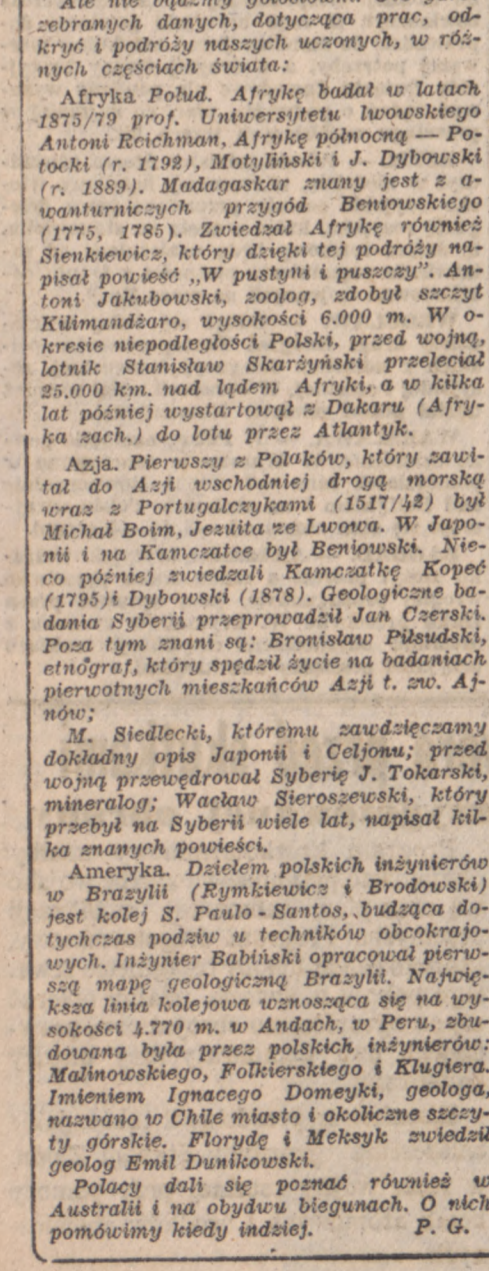 Ale nie bądźmy gołosłowni.
zebranych danych, dotycząca prac, od-
kryć i podróży naszych uczonych, w róż-
nych częściach świata:
Afryka Połud. Afrykę badał w latach
1875/79 prof. Uniwersytetu lwowskiego
Antoni Reichman, Afrykę północną — Po-
tocki (r. 1792), Motyliński i J. Dybowski
(r. 1889). Madagaskar znany jest z a-
wanturniczych przygód Beniowskiego
(1775, 1785). Zwiedzał Afrykę również
Sienkiewicz, który dzięki tej podróży na-
pisał powieść „W pustyni i puszczy". An-
toni Jakubowski, zoolog, zdobył szczyt
Kilimandżaro, wysokości 6.000 m. W o-
kresie niepodległości Polski, przed wojną,
lotnik Stanisław Skarżyński przeleciał
25.000 km. nad lądem Afryki, a w kilka
lat później wystartował z Dakaru (Afry-
ka zach.) do lotu przez Atlantyk.
Azja. Pierwszy z Polaków, który zawi-
tał do Azji wschodniej drogą morską
wraz z Portugalczykami (1517/42) był
Michał Boim, Jezuita ze Lwowa. W Japo-
nii i na Kamczatce był Beniowski. Nie-
co później zwiedzali Kamczatkę Kopeć
(1795)i Dybowski (1878). Geologiczne ba-
dania Syberii przeprowadził Jan Czerski.
Poza tym znani są: Bronisław Piłsudski,
etnograf, który spędził życie na badaniach
pierwotnych mieszkańców Azji t. zw. Aj-
nów;
M. Siedlecki, któremu zawdzięczamy
dokładny opis Japonii i Cejlonu; przed
wojną przewędrował Syberię J. Tokarski,
mineralog; Wacław Sieroszewski, który
przebył na Syberii wiele lat, napisał kil-
ka znanych powieści.
Ameryka. Dziełem polskich inżynierów
w Brazylii (Rymkiewicz i Brodowski)
jest kolej S. Paulo-Santos, budząca do-
tychczas podziw u techników obcokrajo-
wych. Inżynier Babiński opracował pierw-
szą mapę geologiczną Brazylii. Najwię-
ksza linia kolejowa wznosząca się na wy-
sokości 4.770 m. w Andach, w Peru, zbu-
dowana była przez polskich inżynierów:
Malinowskiego, Folkierskiego i Klugiera.
Imieniem Ignacego Domeyki, geologa,
nazwano w Chile miasto i okoliczne szczy-
ty górskie. Florydę i Meksyk zwiedził
geolog Emil Dunikowski.
Polacy dali się poznać również w
Australii i na obydwu biegunach. O nich
pomówimy kiedy indziej. P. G.